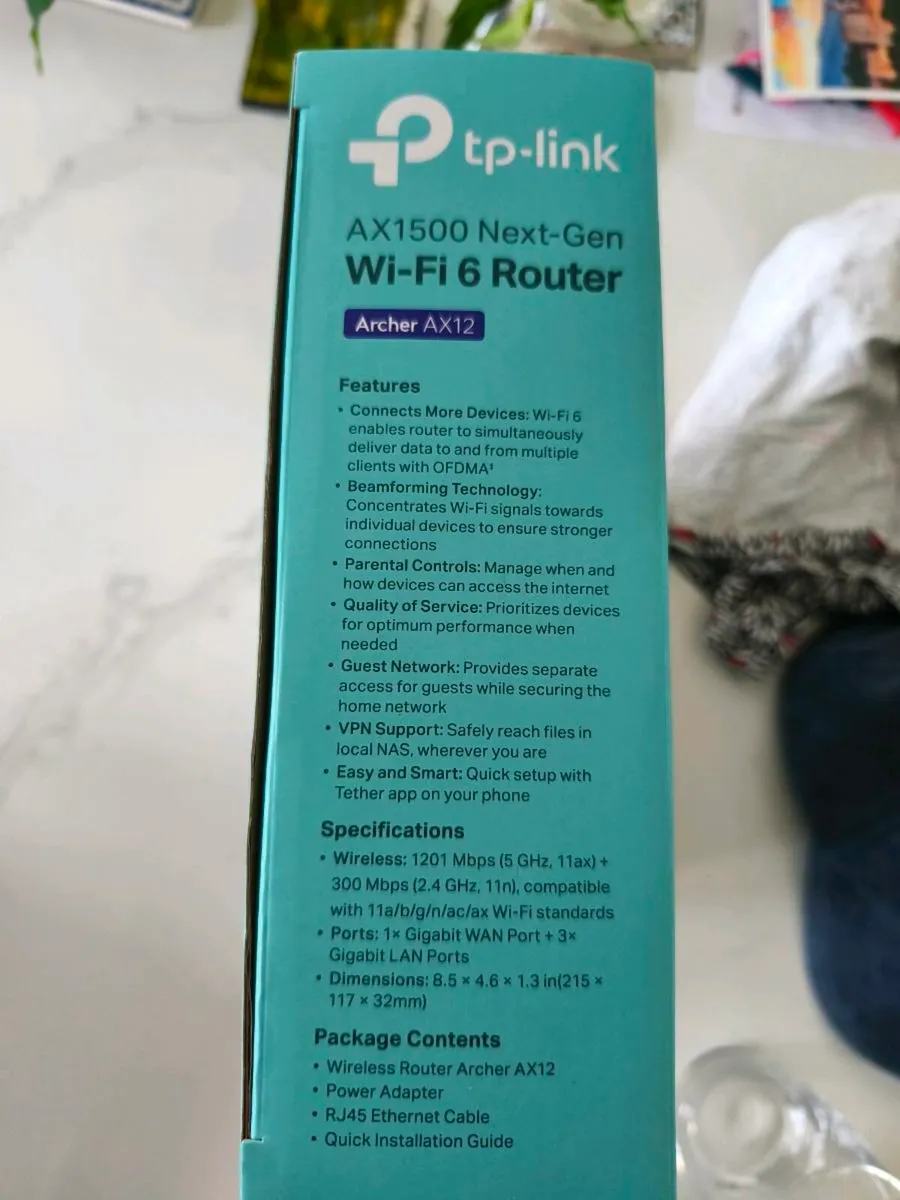 tp-link
AX1500 Next-Gen
Wi-Fi 6 Router
Archer AX12
Features
• Connects More Devices: Wi-Fi 6
enables router to simultaneously
deliver data to and from multiple
clients with OFDMA‡
• Beamforming Technology:
Concentrates Wi-Fi signals towards
individual devices to ensure stronger
connections
• Parental Controls: Manage when and
how devices can access the internet
• Quality of Service: Prioritizes devices
for optimum performance when
needed
• Guest Network: Provides separate
access for guests while securing the
home network
• VPN Support: Safely reach files in
local NAS, wherever you are
• Easy and Smart: Quick setup with
Tether app on your phone
Specifications
• Wireless: 1201 Mbps (5 GHz, 11ax) +
300 Mbps (2.4 GHz, 11n), compatible
with 11a/b/g/n/ac/ax Wi-Fi standards
• Ports: 1× Gigabit WAN Port + 3×
Gigabit LAN Ports
• Dimensions: 8.5 × 4.6 × 1.3 in(215 ×
117 × 32mm)
Package Contents
• Wireless Router Archer AX12
• Power Adapter
• RJ45 Ethernet Cable
• Quick Installation Guide